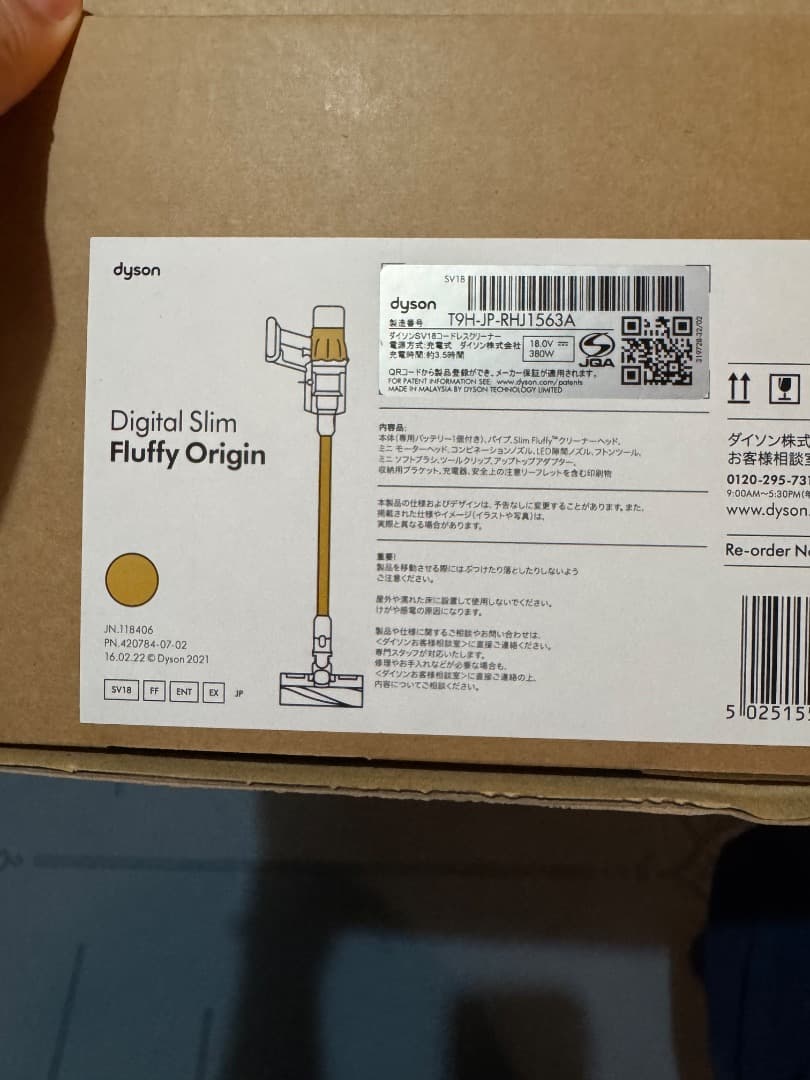 dyson
Digital Slim
Fluffy Origin
JN.118406
PN.420784-07-02
16.02.22 © Dyson 2021
SV18 FF ENT EX JP
SV18
dyson
製造番号 T9H-JP-RHJ1563A
ダイソンSV18コードレスクリーナー
電源方式:充電式 ダイソン株式会社
充電時間:約3.5時間
18.0V
380W
JQA
319728-22/02
QRコードから製品登録ができ、メーカー保証が適用されます。
FOR PATENT INFORMATION SEE: www.dyson.com/patents
MADE IN MALAYSIA BY DYSON TECHNOLOGY LIMITED
内容品:
本体(専用バッテリー1個付き)、パイプ、Slim Fluffy™クリーナーヘッド、
ミニ モーターヘッド、コンビネーションノズル、LED隙間ノズル、フトンツール、
ミニ ソフトブラシ、ツールクリップ、アップトップアダプター、
収納用ブラケット、充電器、安全上の注意リーフレットを含む印刷物
本製品の仕様およびデザインは、予告なしに変更することがあります。また、
掲載された仕様やイメージ(イラストや写真)は、
実際と異なる場合があります。
重要!
製品を移動させる際にはぶつけたり落としたりしないよう
ご注意ください。
屋外や濡れた床に設置して使用しないでください。
けがや感電の原因になります。
製品や仕様に関するご相談やお問い合わせは、
<ダイソンお客様相談室>に直接ご連絡ください。
専門スタッフが対応いたします。
修理やお手入れなどが必要な場合も、
<ダイソンお客様相談室>に直接ご連絡の上、
内容についてご相談ください。
ダイソン株式
お客様相談室
0120-295-731
9:00AM~5:30PM(年
www.dyson.
Re-order No
5 025155